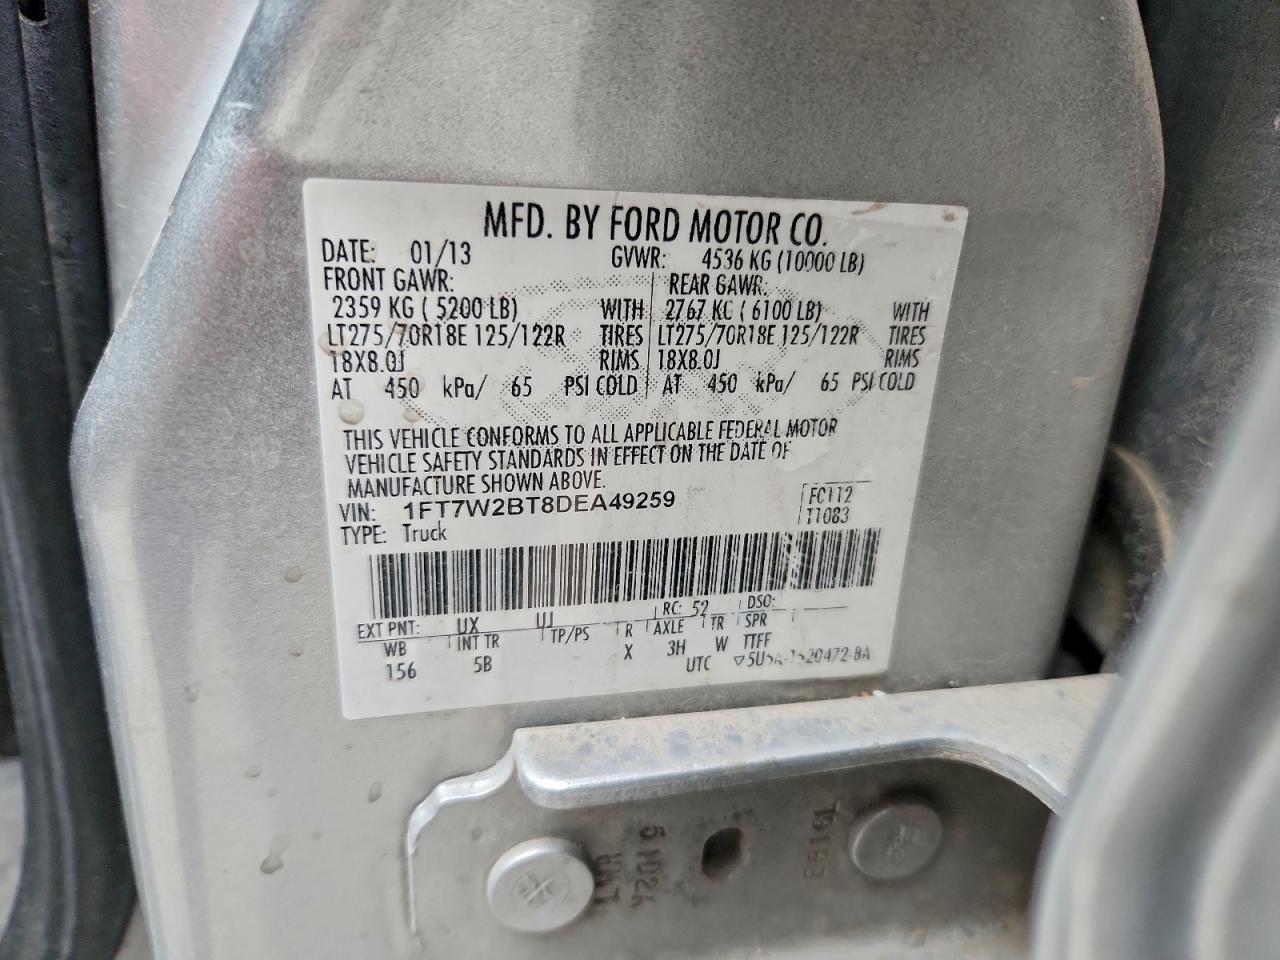 MFD. BY FORD MOTOR CO.
DATE: 01/13 GVWR: 4536 KG (10000 LB)
FRONT GAWR: REAR GAWR:
2359 KG ( 5200 LB) WITH 2767 KG ( 6100 LB) WITH
LT275/70R18E 125/122R TIRES LT275/70R18E 125/122R TIRES
18X8.0J RIMS 18X8.0J RIMS
AT 450 kPa/ 65 PSI COLD AT 450 kPa/ 65 PSI COLD
THIS VEHICLE CONFORMS TO ALL APPLICABLE FEDERAL MOTOR
VEHICLE SAFETY STANDARDS IN EFFECT ON THE DATE OF
MANUFACTURE SHOWN ABOVE.
VIN: 1FT7W2BT8DEA49259 FC112
TYPE: Truck T1083
EXT PNT: UX UJ RC: 52 DSO:
WB INT TR TP/PS R AXLE TR SPR
156 5B X 3H W TTFF
UTC ▽5U5A-1520472-BA